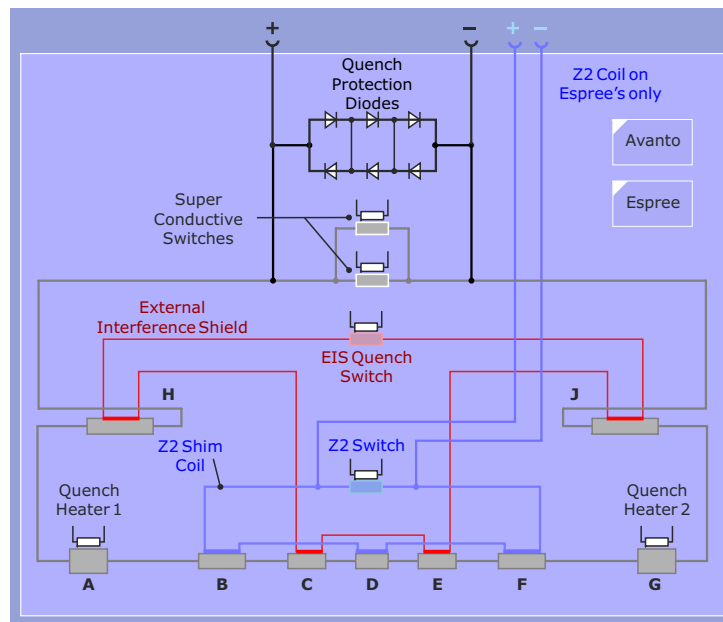 +
−
+ −
Quench
Protection
Diodes
Z2 Coil on
Espree's only
Avanto
Espree
Super
Conductive
Switches
External
Interference Shield
EIS Quench
Switch
H
J
Z2 Shim
Coil
Z2 Switch
Quench
Heater 1
Quench
Heater 2
A
B
C
D
E
F
G